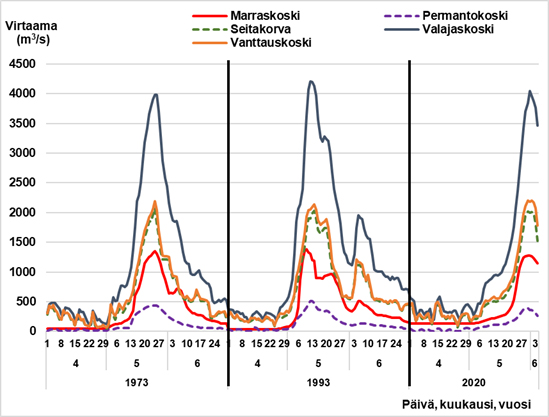 Marraskoski
Permantokoski
Seitakorva
Valajaskoski
Vanttauskoski
Virtaama
(m³/s)
4500
4000
3500
3000
2500
2000
1500
1000
500
0
1 8 15 22 29 6 13 20 27 3 10 17 24 1 8 15 22 29 6 13 20 27 3 10 17 24 1 8 15 22 29 6 13 20 27 3
4 5 6 4 5 6 4 5 6
1973 1993 2020
Päivä, kuukausi, vuosi